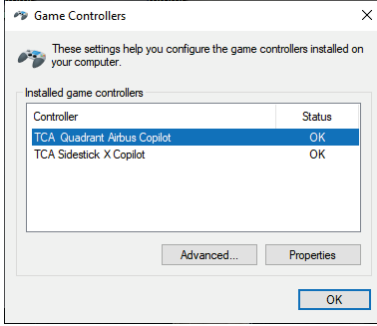 Game Controllers
These settings help you configure the game controllers installed on
your computer.
Installed game controllers
Controller Status
TCA Quadrant Airbus Copilot OK
TCA Sidestick X Copilot OK
Advanced... Properties
OK